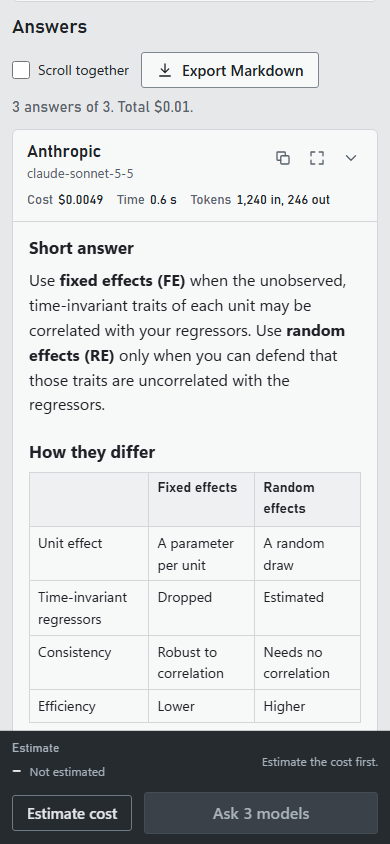 Answers
Scroll together
Export Markdown
3 answers of 3. Total $0.01.
Anthropic
claude-sonnet-5-5
Cost $0.0049 Time 0.6 s Tokens 1,240 in, 246 out
Short answer
Use fixed effects (FE) when the unobserved,
time-invariant traits of each unit may be
correlated with your regressors. Use random
effects (RE) only when you can defend that
those traits are uncorrelated with the
regressors.
How they differ
Fixed effects
Random
effects
Unit effect
A parameter
per unit
A random
draw
Time-invariant
regressors
Dropped
Estimated
Consistency
Robust to
correlation
Needs no
correlation
Efficiency
Lower
Higher
Estimate
– Not estimated
Estimate the cost first.
Estimate cost
Ask 3 models